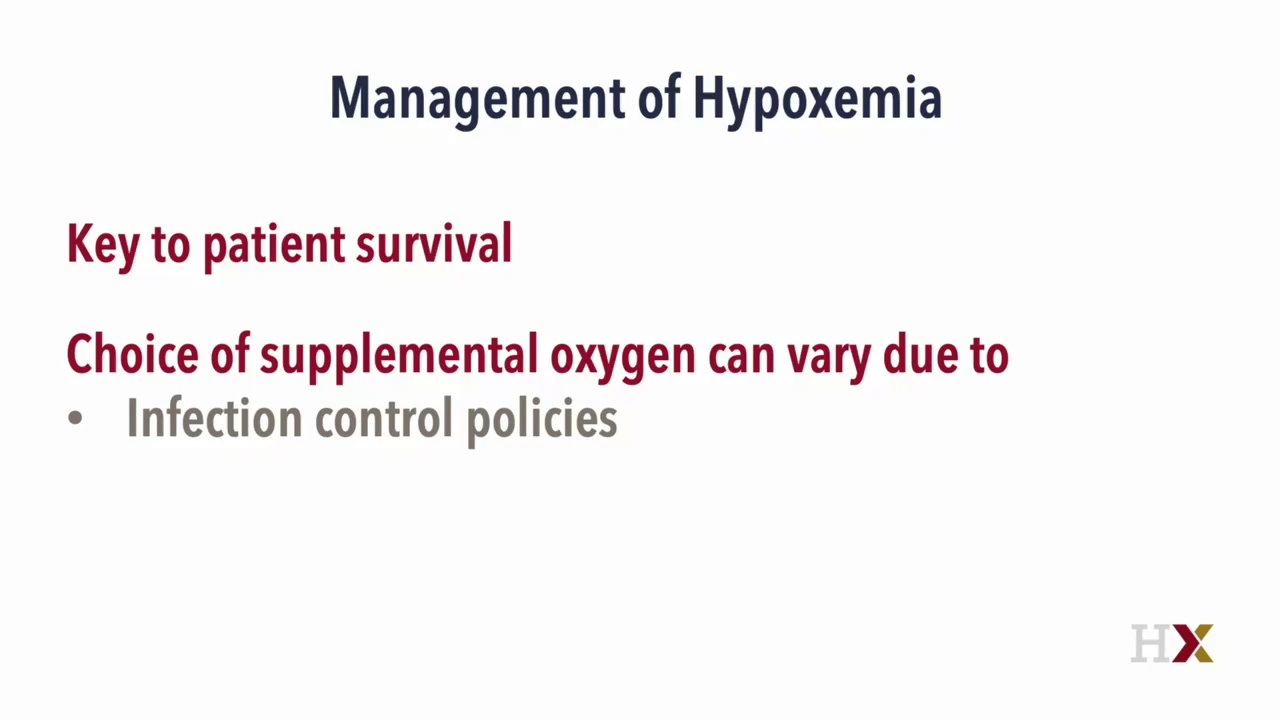 Management of Hypoxemia
Key to patient survival
Choice of supplemental oxygen can vary due to
• Infection control policies
HX